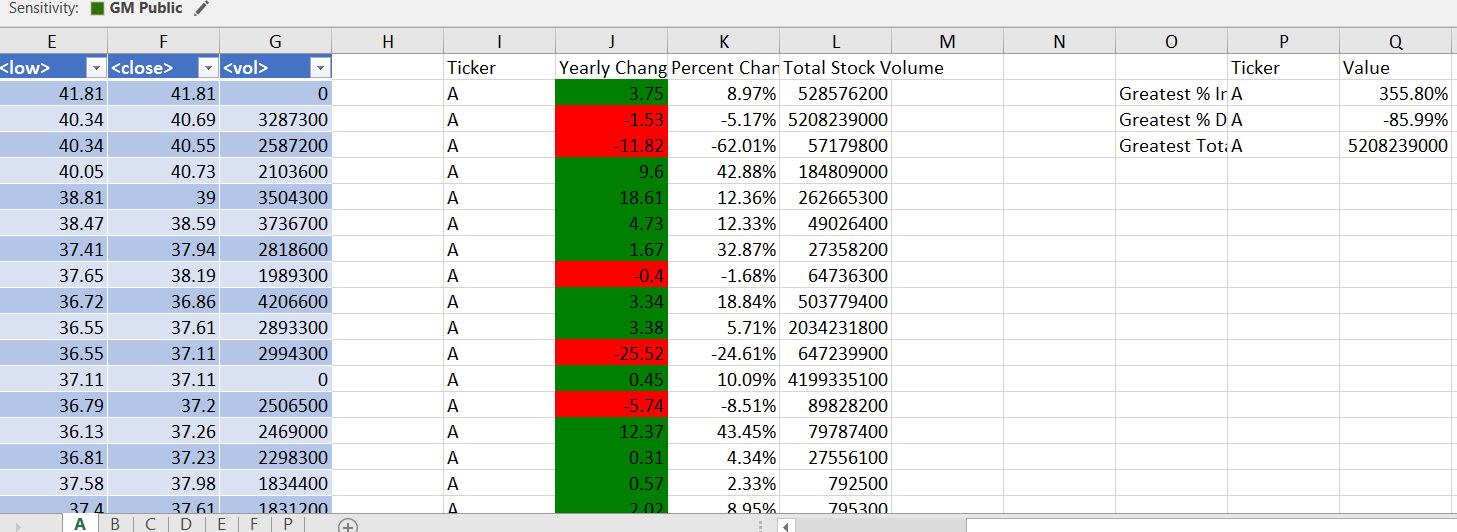 Sensitivity: GM Public
E F G H I J K L M N O P Q
<low> <close> <vol> Ticker Yearly Chang Percent Chan Total Stock Volume Ticker Value
41.81 41.81 0 A 3.75 8.97% 528576200 Greatest % In A 355.80%
40.34 40.69 3287300 A -1.53 -5.17% 5208239000 Greatest % D A -85.99%
40.34 40.55 2587200 A -11.82 -62.01% 57179800 Greatest Tota A 5208239000
40.05 40.73 2103600 A 9.6 42.88% 184809000
38.81 39 3504300 A 18.61 12.36% 262665300
38.47 38.59 3736700 A 4.73 12.33% 49026400
37.41 37.94 2818600 A 1.67 32.87% 27358200
37.65 38.19 1989300 A -0.4 -1.68% 64736300
36.72 36.86 4206600 A 3.34 18.84% 503779400
36.55 37.61 2893300 A 3.38 5.71% 2034231800
36.55 37.11 2994300 A -25.52 -24.61% 647239900
37.11 37.11 0 A 0.45 10.09% 4199335100
36.79 37.2 2506500 A -5.74 -8.51% 89828200
36.13 37.26 2469000 A 12.37 43.45% 79787400
36.81 37.23 2298300 A 0.31 4.34% 27556100
37.58 37.98 1834400 A 0.57 2.33% 792500
37.4 37.61 1831200 A 2.02 8.95% 795300
A B C D E F P